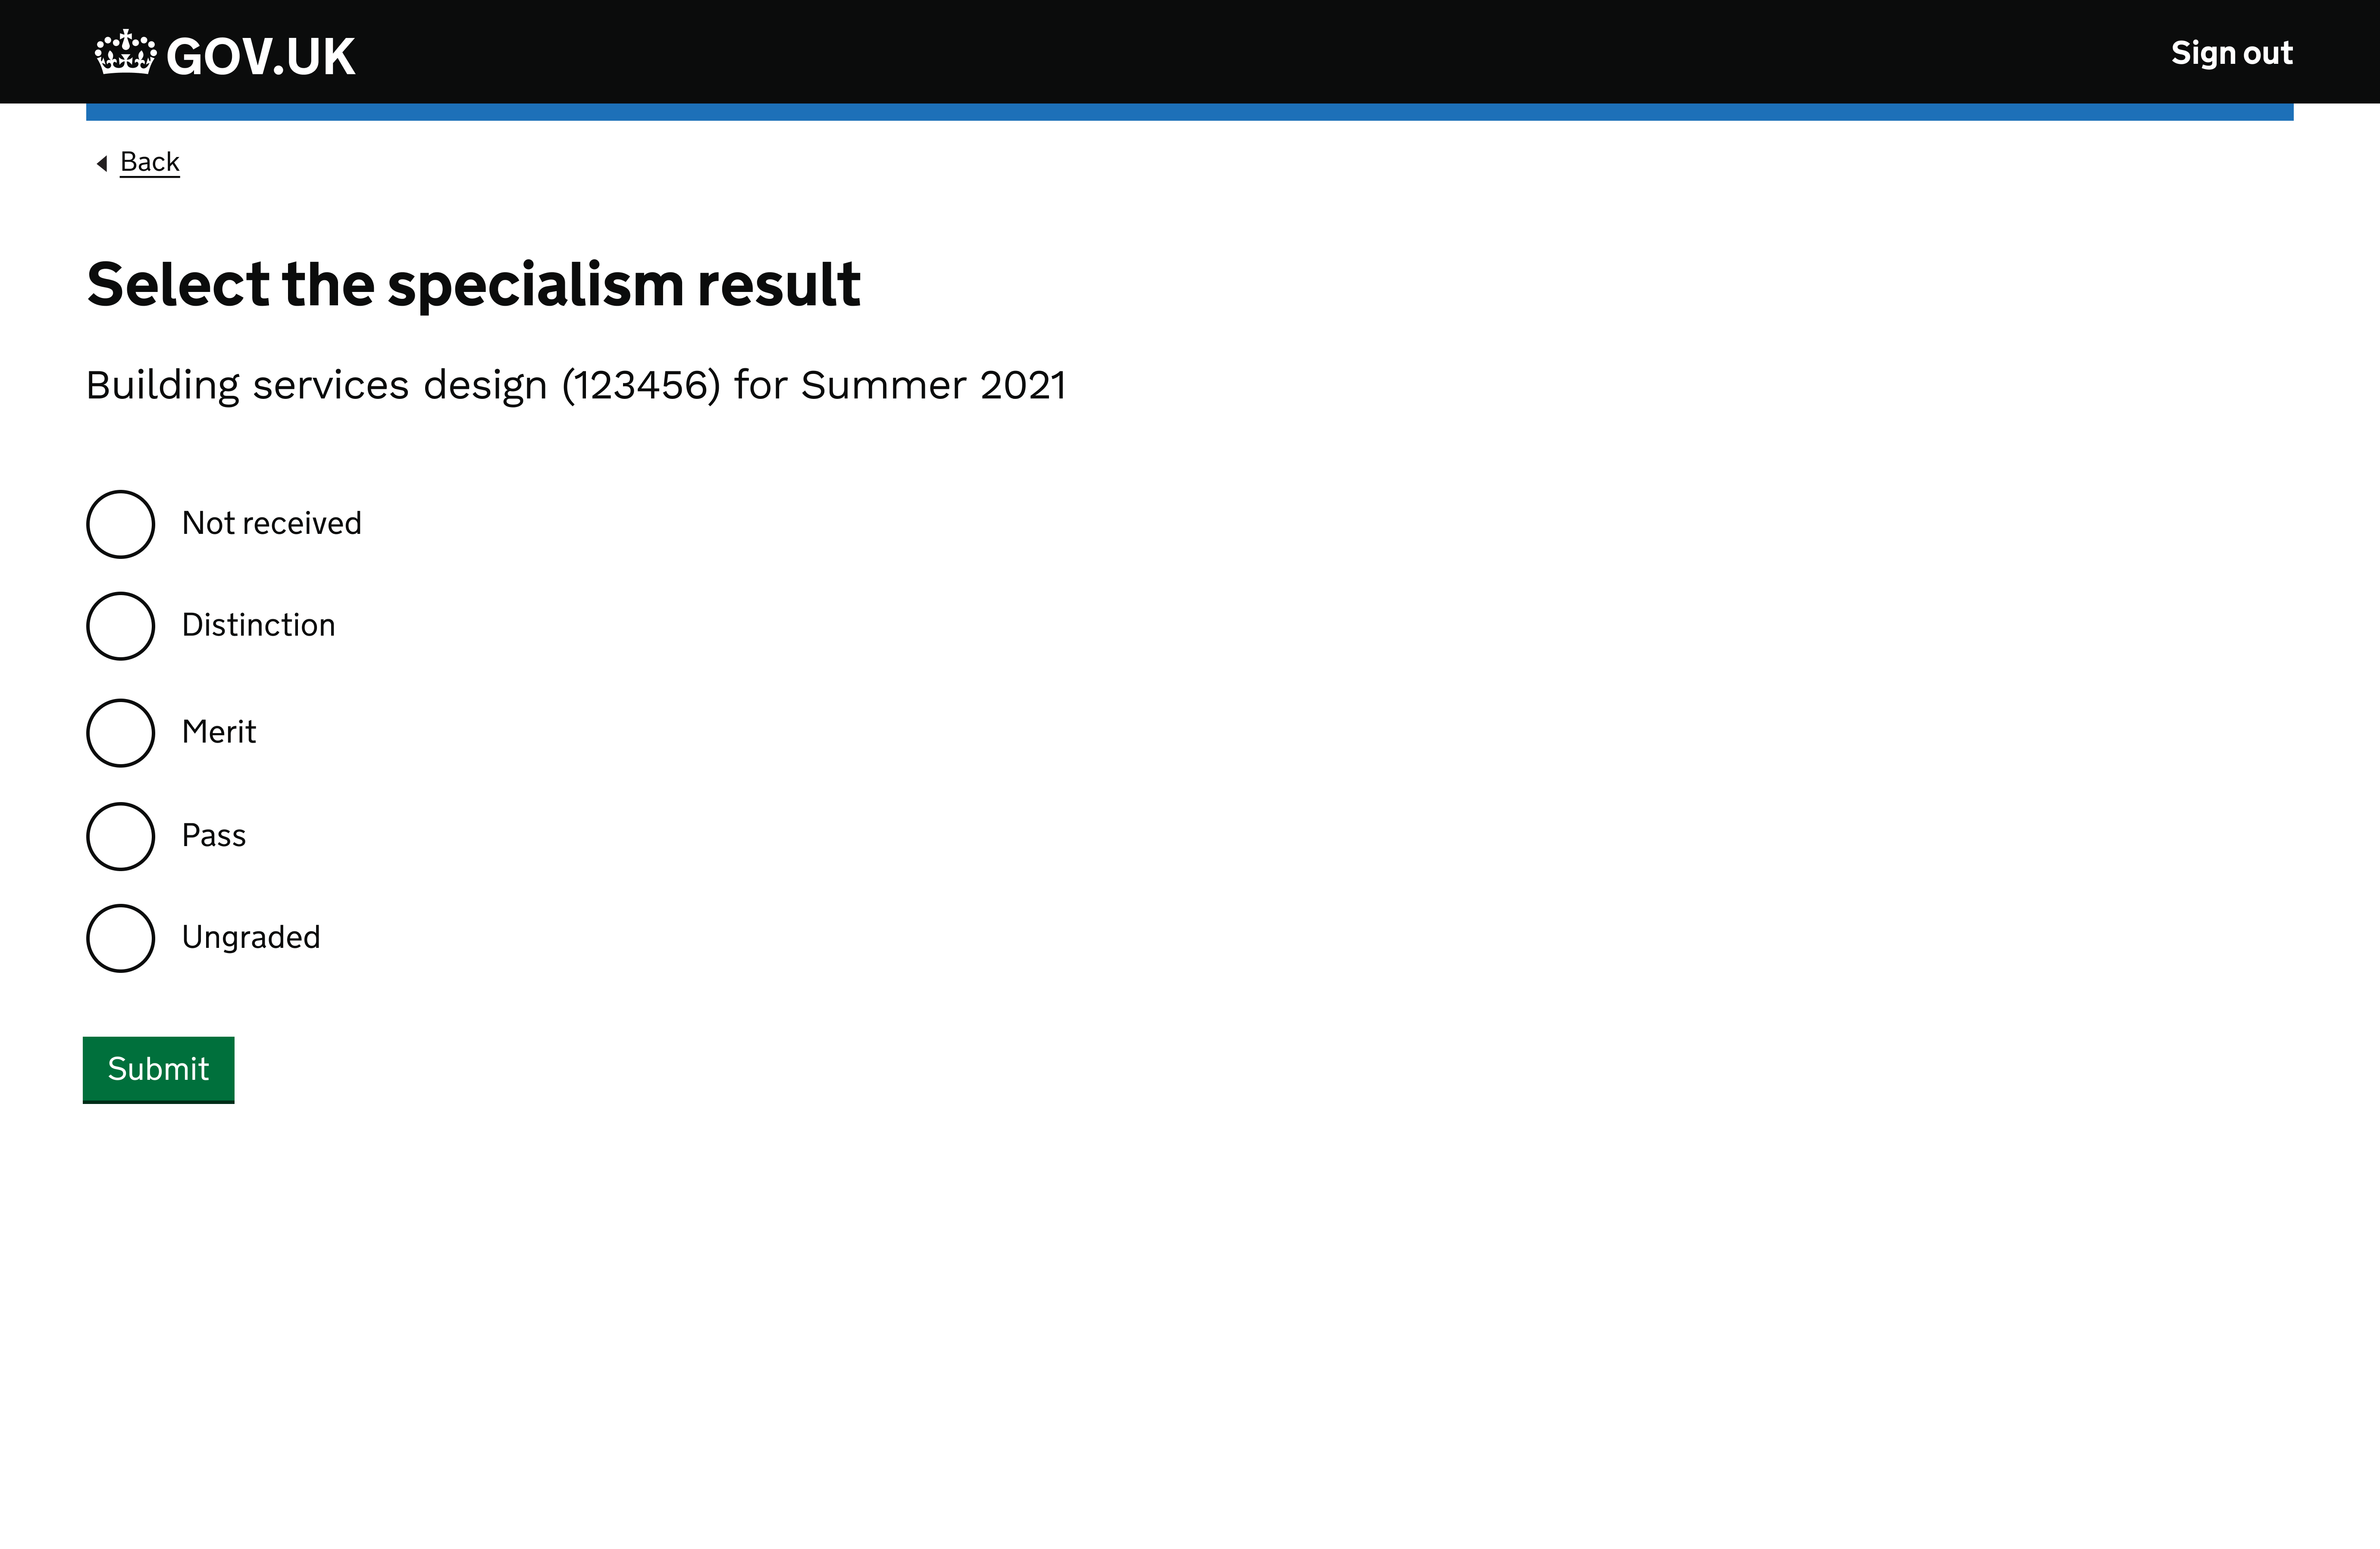 GOV.UK
Sign out
Back
Select the specialism result
Building services design (123456) for Summer 2021
Not received
Distinction
Merit
Pass
Ungraded
Submit